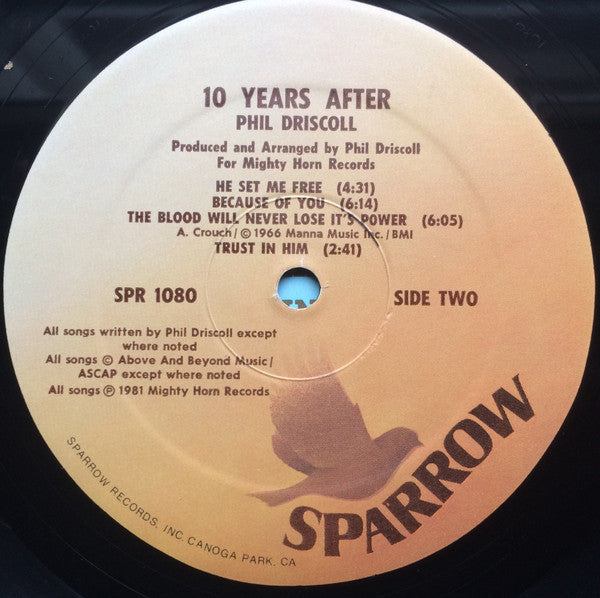 10 YEARS AFTER
PHIL DRISCOLL
Produced and Arranged by Phil Driscoll
For Mighty Horn Records
HE SET ME FREE (4:31)
BECAUSE OF YOU (6:14)
THE BLOOD WILL NEVER LOSE IT'S POWER (6:05)
A. Crouch/© 1966 Manna Music Inc./BMI
TRUST IN HIM (2:41)
SPR 1080
SIDE TWO
All songs written by Phil Driscoll except
where noted
All songs © Above And Beyond Music/
ASCAP except where noted
All songs ℗ 1981 Mighty Horn Records
SPARROW
SPARROW RECORDS, INC. CANOGA PARK, CA